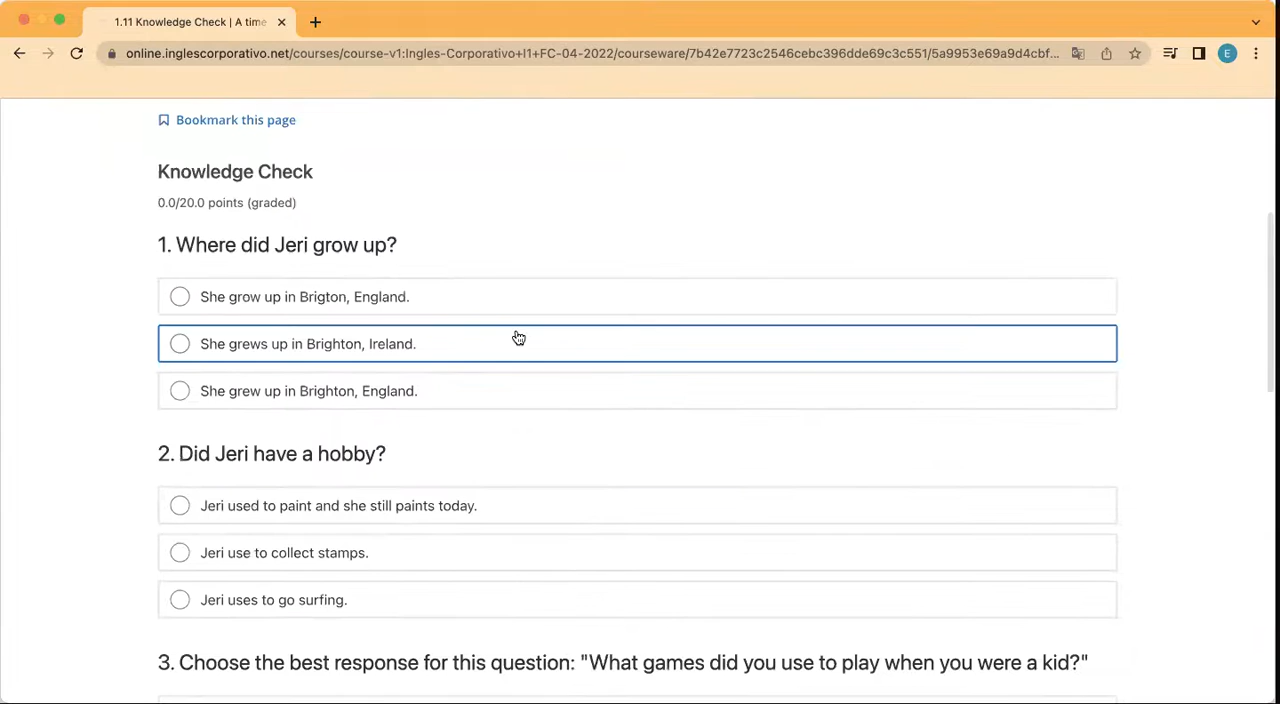 1.11 Knowledge Check | A time
online.inglescorporativo.net/courses/course-v1:Ingles-Corporativo+I1+FC-04-2022/courseware/7b42e7723c2546cebc396dde69c3c551/5a9953e69a9d4cbf...
E
Bookmark this page
Knowledge Check
0.0/20.0 points (graded)
1. Where did Jeri grow up?
She grow up in Brigton, England.
She grews up in Brighton, Ireland.
She grew up in Brighton, England.
2. Did Jeri have a hobby?
Jeri used to paint and she still paints today.
Jeri use to collect stamps.
Jeri uses to go surfing.
3. Choose the best response for this question: "What games did you use to play when you were a kid?"